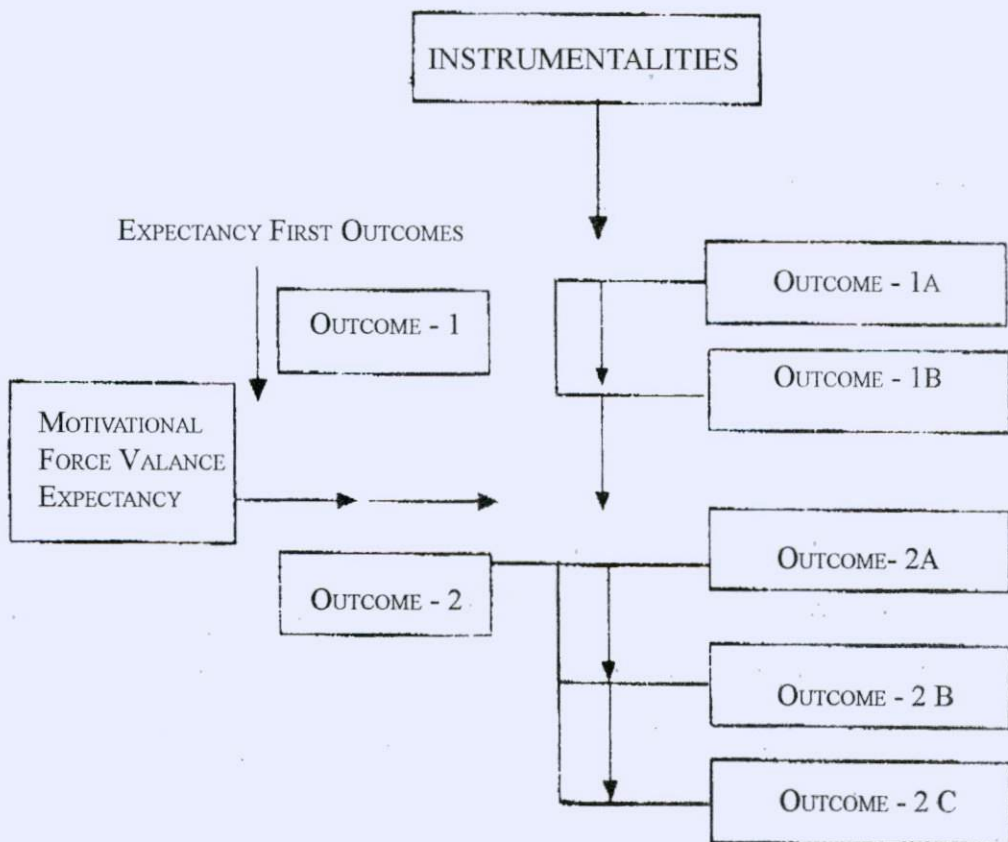 INSTRUMENTALITIES
EXPECTANCY FIRST OUTCOMES
OUTCOME - 1
OUTCOME - 1A
OUTCOME - 1B
MOTIVATIONAL
FORCE VALANCE
EXPECTANCY
OUTCOME - 2
OUTCOME- 2A
OUTCOME - 2 B
OUTCOME - 2 C